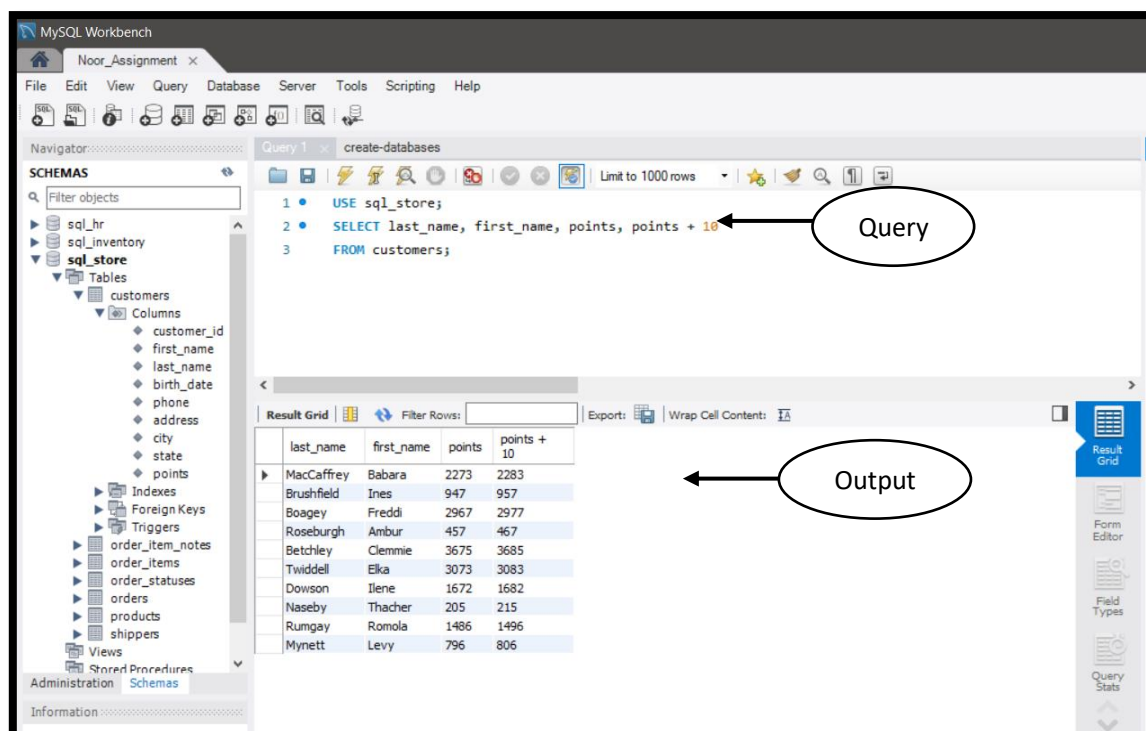 MySQL Workbench
Noor_Assignment ×
File Edit View Query Database Server Tools Scripting Help
Navigator
SCHEMAS
Filter objects
sql_hr
sql_inventory
sql_store
Tables
customers
Columns
customer_id
first_name
last_name
birth_date
phone
address
city
state
points
Indexes
Foreign Keys
Triggers
order_item_notes
order_items
order_statuses
orders
products
shippers
Views
Stored Procedures
Administration Schemas
Information
Query 1 × create-databases
Limit to 1000 rows
1 USE sql_store;
2 SELECT last_name, first_name, points, points + 10
3 FROM customers;
Query
Result Grid Filter Rows: Export: Wrap Cell Content: IA
last_name first_name points points + 10
MacCaffrey Babara 2273 2283
Brushfield Ines 947 957
Boagey Freddi 2967 2977
Roseburgh Ambur 457 467
Betchley Clemmie 3675 3685
Twiddell Elka 3073 3083
Dowson Ilene 1672 1682
Naseby Thacher 205 215
Rumgay Romola 1486 1496
Mynett Levy 796 806
Output
Result
Grid
Form
Editor
Field
Types
Query
Stats